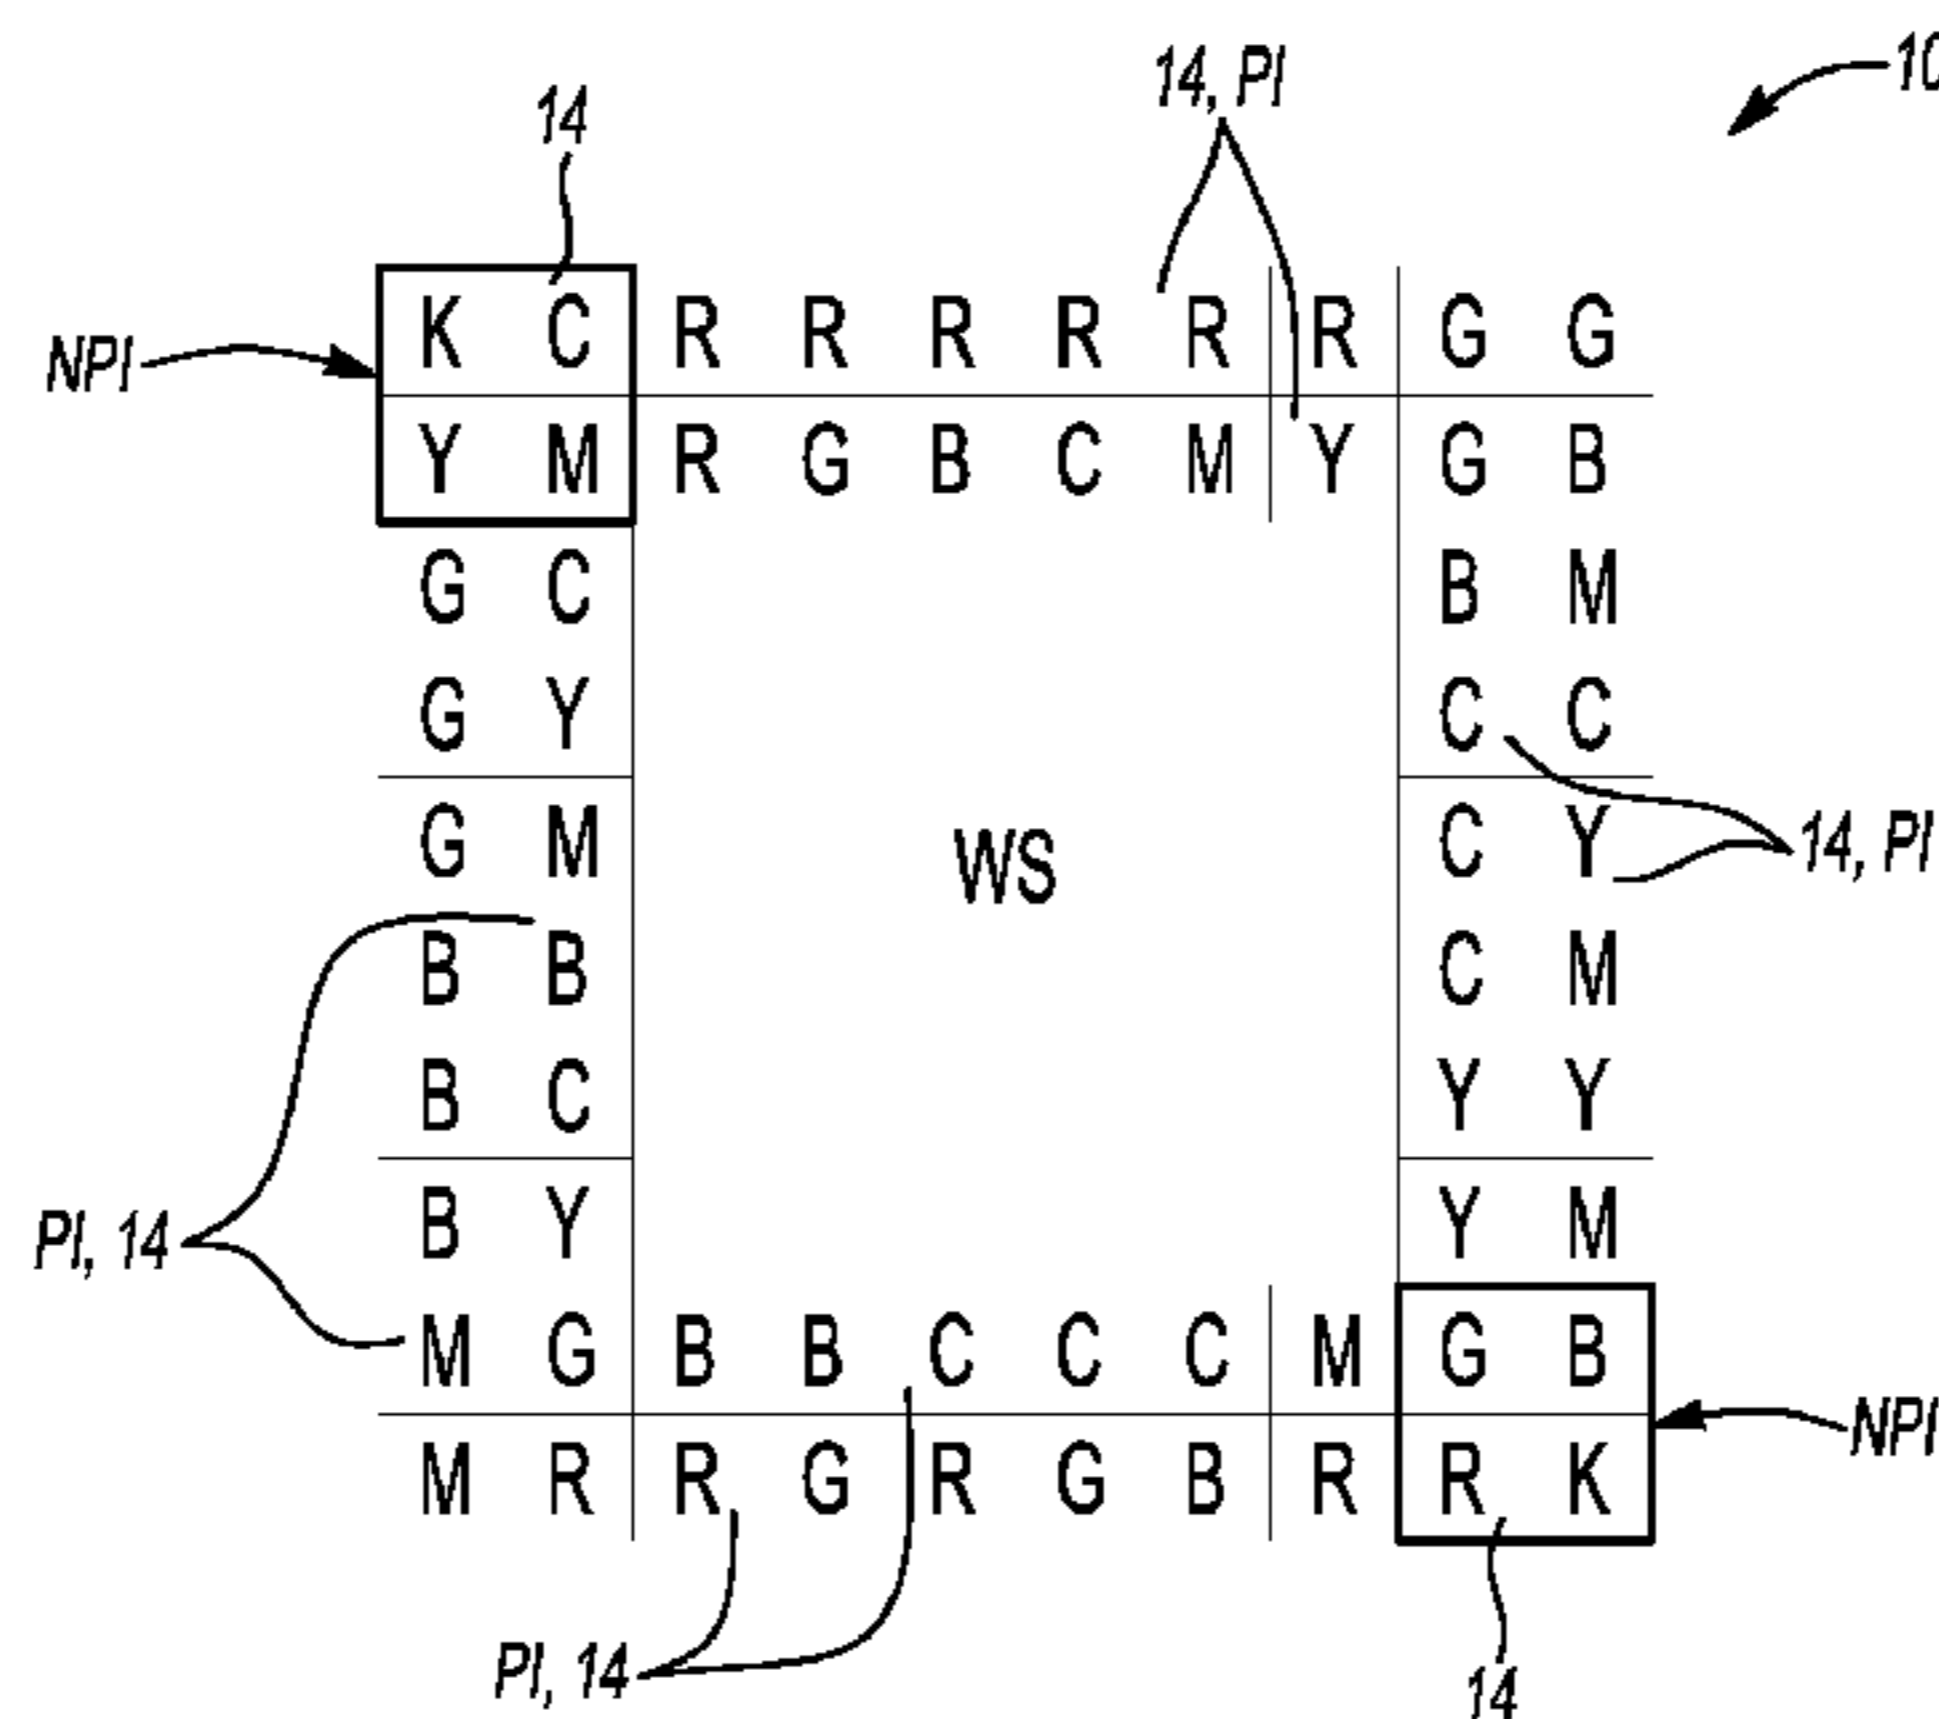 10
14, PI
14
K C R R R R R R G G
NPI
Y M R G B C M Y G B
G C B M
G Y C C
G M WS C Y
14, PI
B B C M
B C Y Y
B Y Y M
PI, 14
M G B B C C C M G B
NPI
M R R G R G B R R K
PI, 14
14